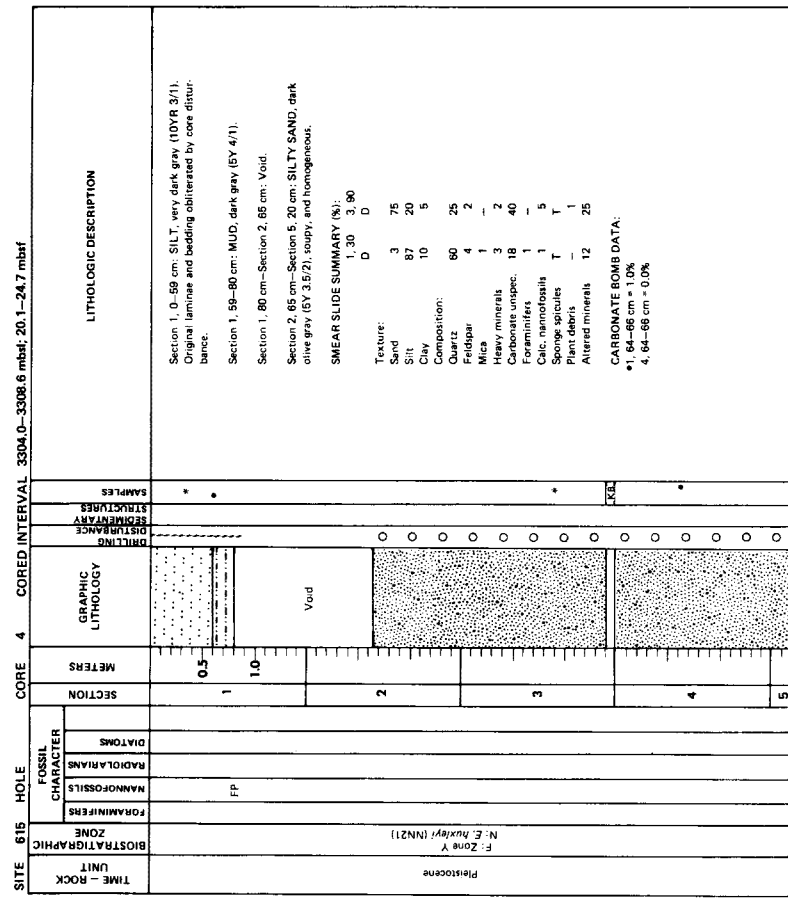 SITE 615 HOLE CORE 4 CORED INTERVAL 3304.0–3308.6 mbsl; 20.1–24.7 mbsf
TIME – ROCK
UNIT
BIOSTRATIGRAPHIC
ZONE
FOSSIL
CHARACTER
FORAMINIFERS
NANNOFOSSILS
RADIOLARIANS
DIATOMS
SECTION
METERS
GRAPHIC
LITHOLOGY
DRILLING
DISTURBANCE
SEDIMENTARY
STRUCTURES
SAMPLES
LITHOLOGIC DESCRIPTION
Pleistocene
F: Zone Y
N: E. huxleyi (NN21)
FP
1
2
3
4
5
0.5
1.0
Void
*
•
*
KB
•
Section 1, 0–59 cm: SILT, very dark gray (10YR 3/1).
Original laminae and bedding obliterated by core distur-
bance.
Section 1, 59–80 cm: MUD, dark gray (5Y 4/1).
Section 1, 80 cm–Section 2, 65 cm: Void.
Section 2, 65 cm–Section 5, 20 cm: SILTY SAND, dark
olive gray (5Y 3.5/2), soupy, and homogeneous.
SMEAR SLIDE SUMMARY (%):
1, 30 3, 90
D D
Texture:
Sand 3 75
Silt 87 20
Clay 10 5
Composition:
Quartz 60 25
Feldspar 4 2
Mica 1 –
Heavy minerals 3 2
Carbonate unspec. 18 40
Foraminifers 1 –
Calc. nannofossils 1 5
Sponge spicules T T
Plant debris – 1
Altered minerals 12 25
CARBONATE BOMB DATA:
•1, 64–66 cm = 1.0%
4, 64–66 cm = 0.0%